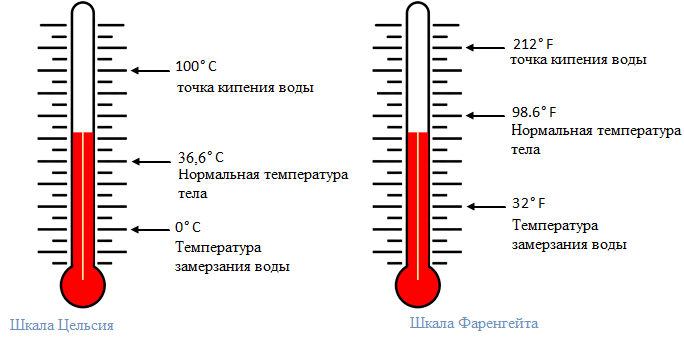 100°C
точка кипения воды
36,6°C
Нормальная температура
тела
0°C
Температура
замерзания воды
Шкала Цельсия
212°F
точка кипения воды
98.6°F
Нормальная температура
тела
32°F
Температура
замерзания воды
Шкала Фаренгейта